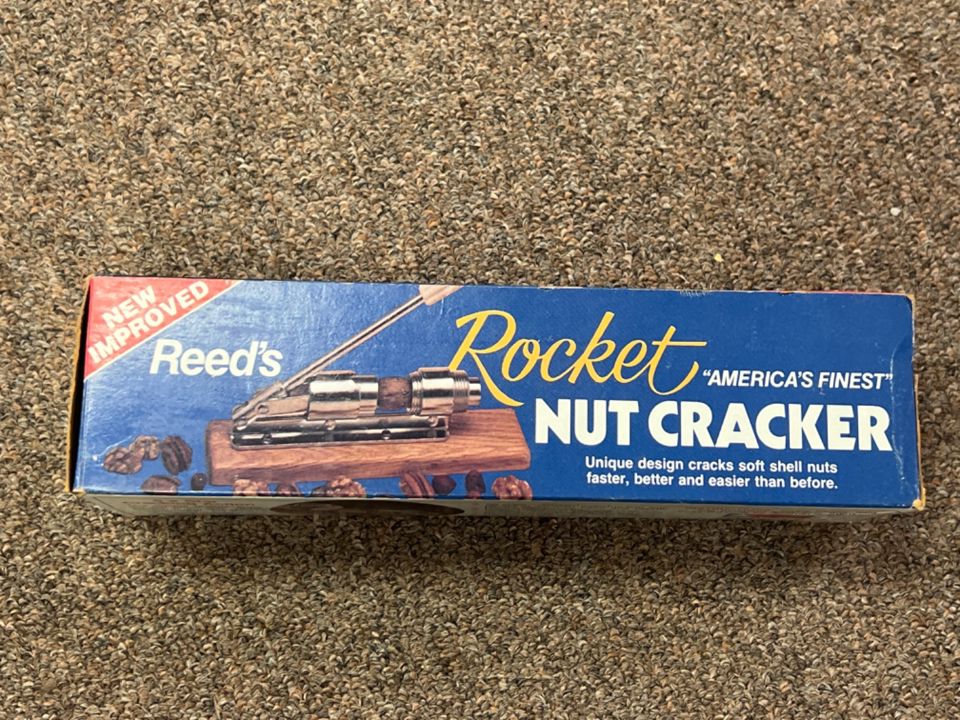 NEW
IMPROVED
Reed's
Rocket
"AMERICA'S FINEST"
NUT CRACKER
Unique design cracks soft shell nuts
faster, better and easier than before.